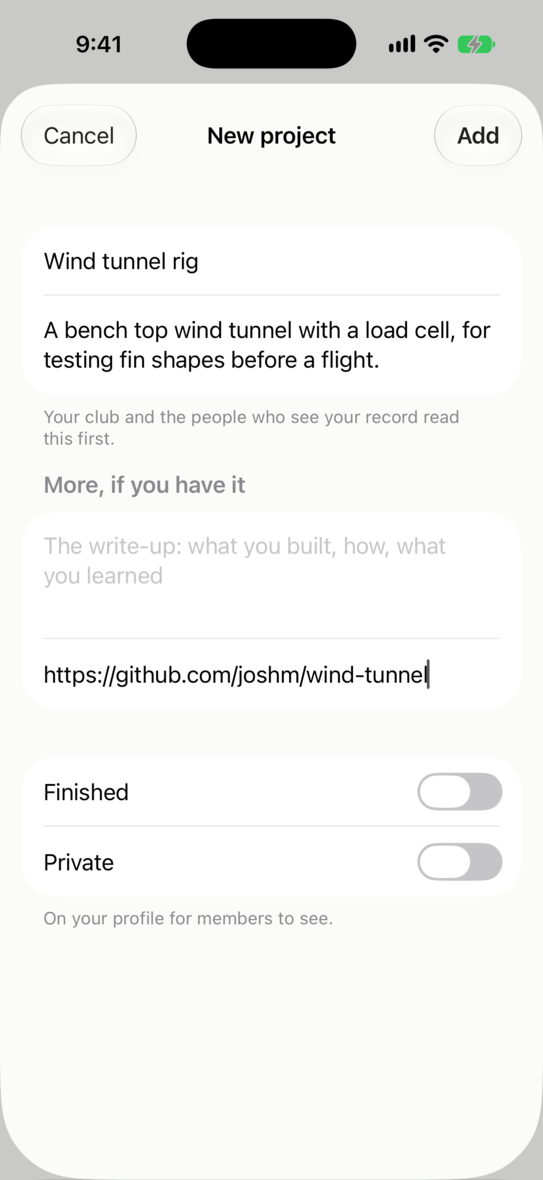 9:41
Cancel
New project
Add
Wind tunnel rig
A bench top wind tunnel with a load cell, for
testing fin shapes before a flight.
Your club and the people who see your record read
this first.
More, if you have it
The write-up: what you built, how, what
you learned
https://github.com/joshm/wind-tunnel
Finished
Private
On your profile for members to see.